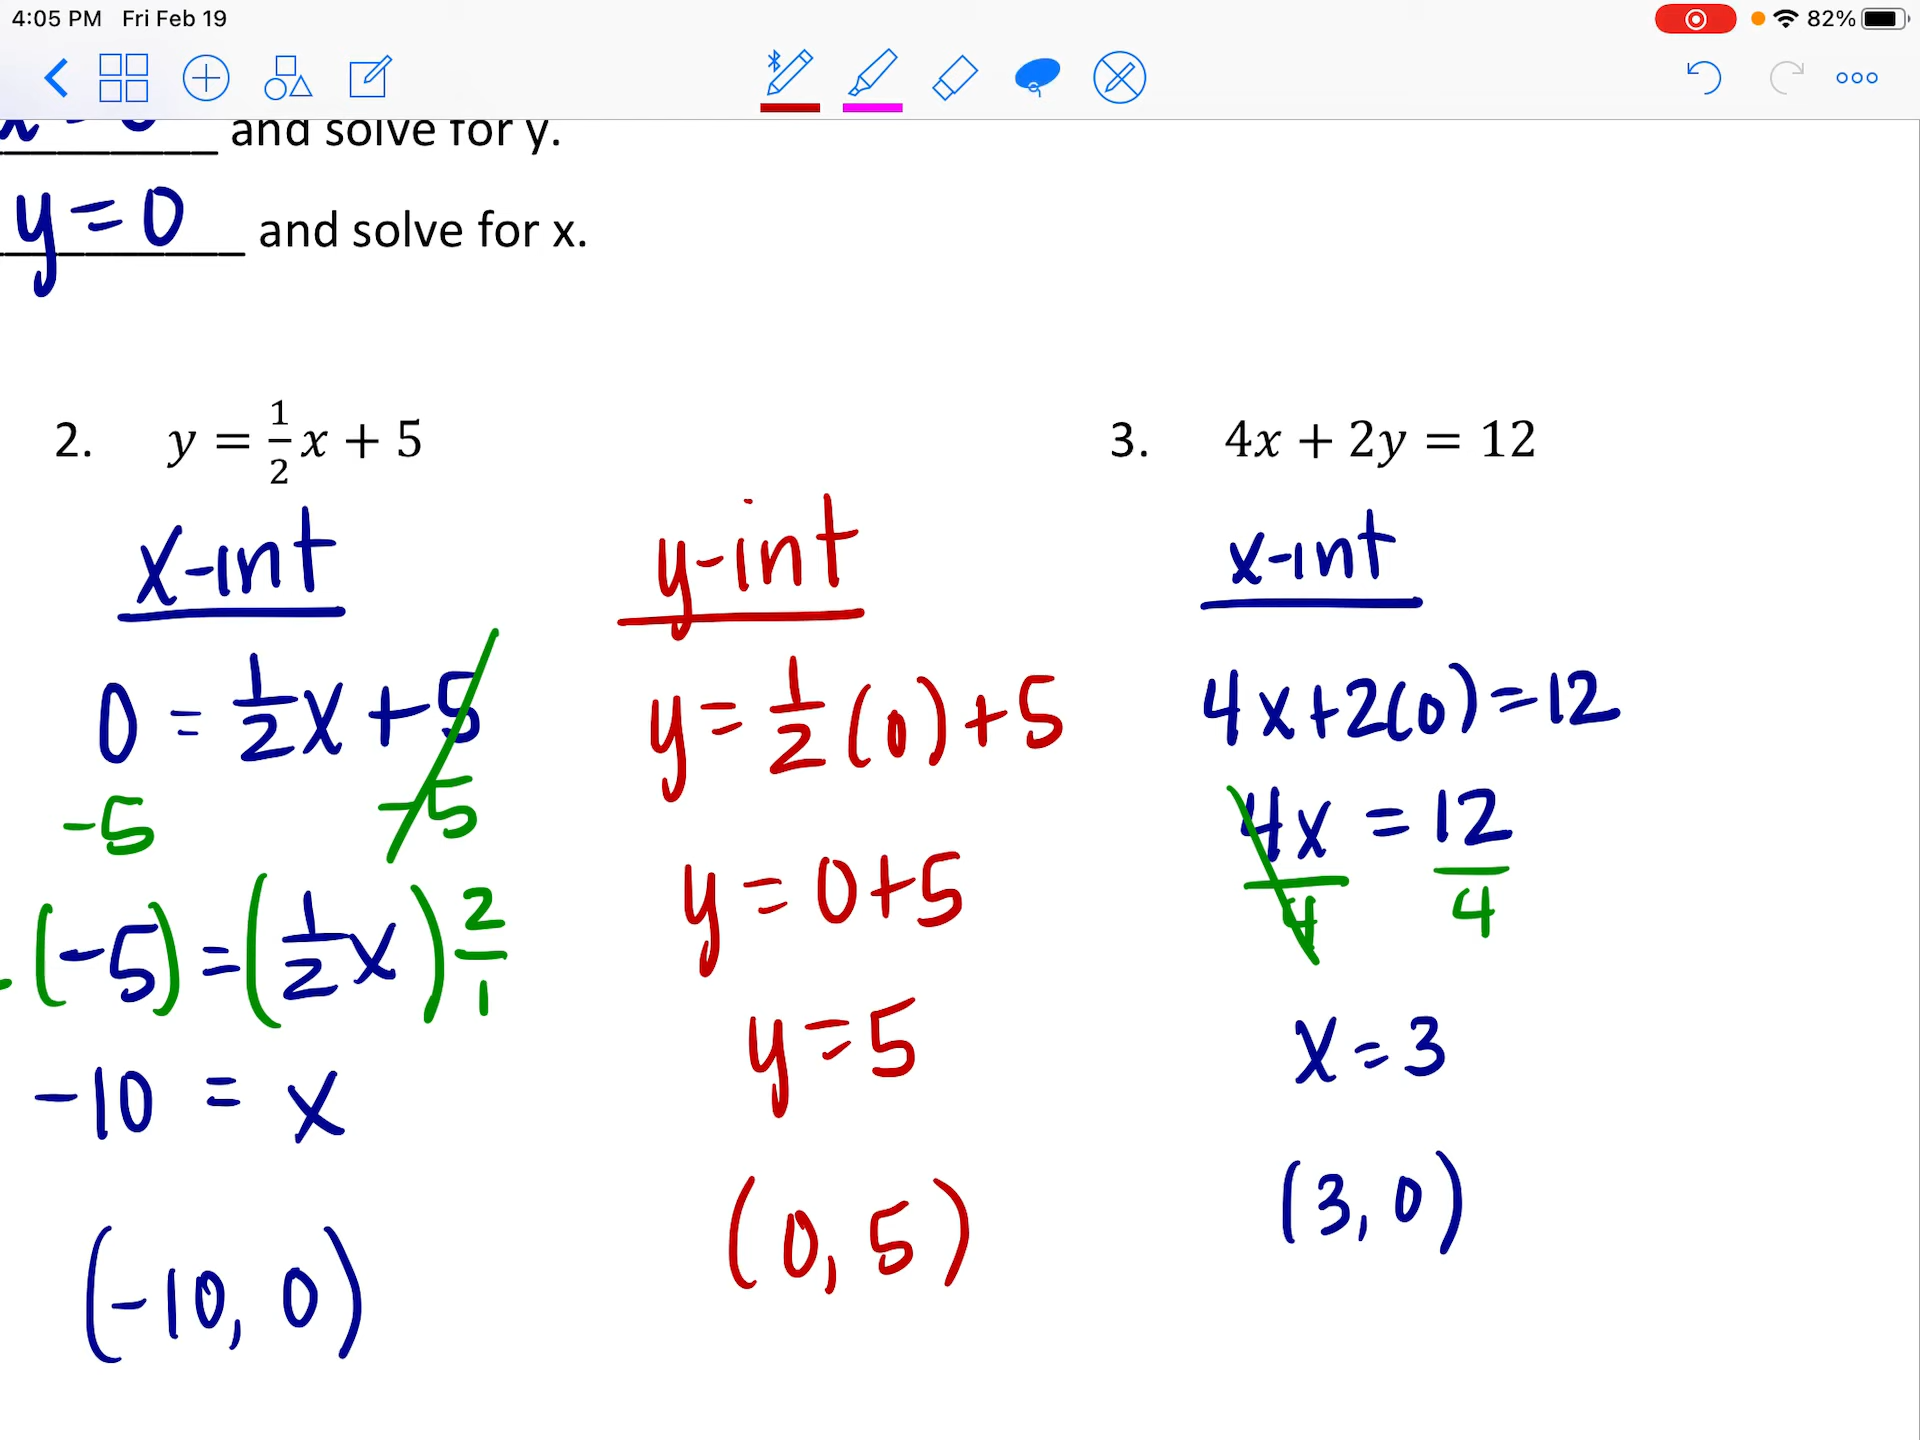 4:05 PM Fri Feb 19 82%
x = 0 and solve for y.
y = 0 and solve for x.
2. y = 1/2 x + 5
x-int
0 = 1/2 x + 5
-5 -5
(-5) = (1/2 x) 2/1
-10 = x
(-10, 0)
y-int
y = 1/2 (0) + 5
y = 0+5
y = 5
(0, 5)
3. 4x + 2y = 12
x-int
4x+2(0) = 12
4x = 12
4 4
x = 3
(3, 0)